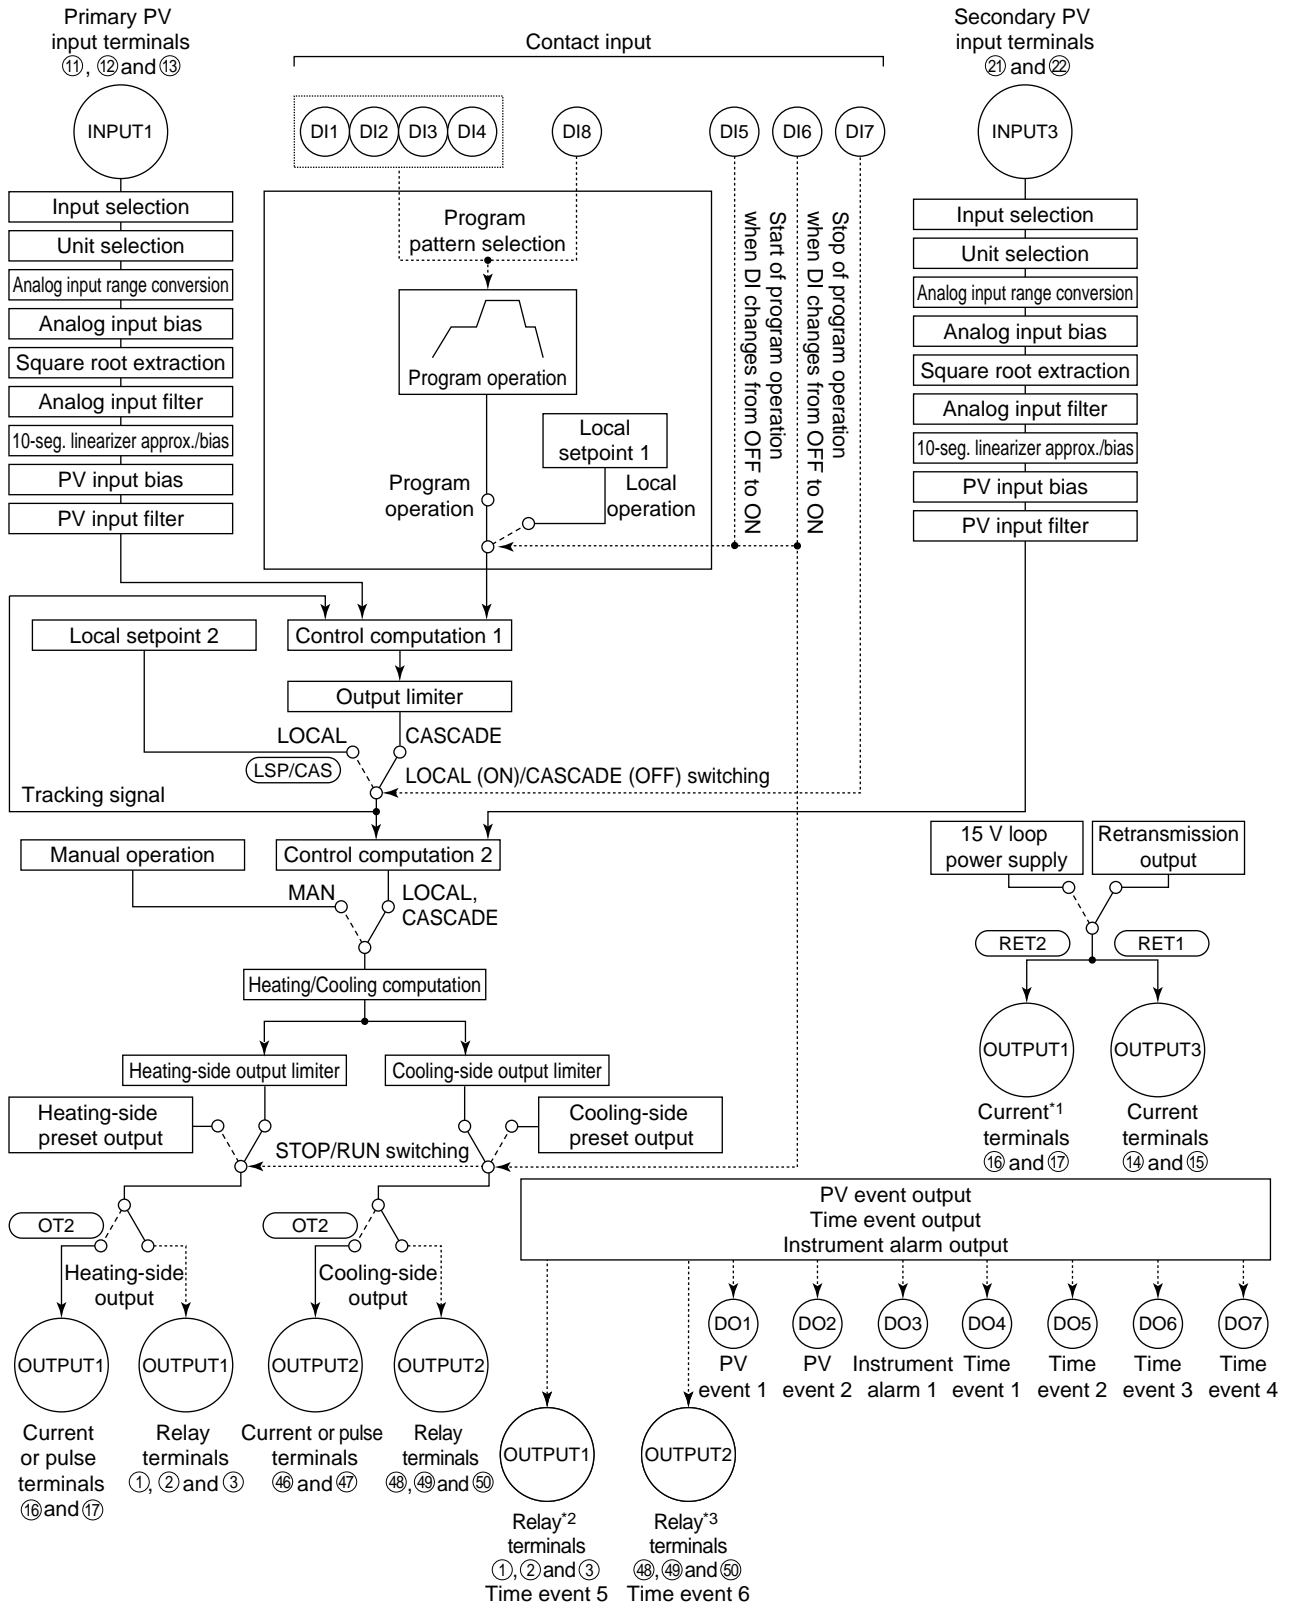 Primary PV
input terminals
⑪, ⑫ and ⑬
INPUT1
Input selection
Unit selection
Analog input range conversion
Analog input bias
Square root extraction
Analog input filter
10-seg. linearizer approx./bias
PV input bias
PV input filter
Contact input
DI1
DI2
DI3
DI4
DI8
DI5
DI6
DI7
Program
pattern selection
Program operation
Local
setpoint 1
Program
operation
Local
operation
Start of program operation
when DI changes from OFF to ON
Stop of program operation
when DI changes from OFF to ON
Secondary PV
input terminals
㉑ and ㉒
INPUT3
Input selection
Unit selection
Analog input range conversion
Analog input bias
Square root extraction
Analog input filter
10-seg. linearizer approx./bias
PV input bias
PV input filter
Local setpoint 2
Control computation 1
Output limiter
LOCAL
CASCADE
LSP/CAS
LOCAL (ON)/CASCADE (OFF) switching
Tracking signal
Manual operation
Control computation 2
MAN
LOCAL,
CASCADE
Heating/Cooling computation
Heating-side output limiter
Cooling-side output limiter
Heating-side
preset output
Cooling-side
preset output
STOP/RUN switching
OT2
Heating-side
output
OT2
Cooling-side
output
OUTPUT1
Current
or pulse
terminals
⑯ and ⑰
OUTPUT1
Relay
terminals
①, ② and ③
OUTPUT2
Current or pulse
terminals
㊻ and ㊼
OUTPUT2
Relay
terminals
㊽, ㊾ and ㊿
15 V loop
power supply
Retransmission
output
RET2
RET1
OUTPUT1
Current*1
terminals
⑯ and ⑰
OUTPUT3
Current
terminals
⑭ and ⑮
PV event output
Time event output
Instrument alarm output
DO1
PV
event 1
DO2
PV
event 2
DO3
Instrument
alarm 1
DO4
Time
event 1
DO5
Time
event 2
DO6
Time
event 3
DO7
Time
event 4
OUTPUT1
Relay*2
terminals
①, ② and ③
Time event 5
OUTPUT2
Relay*3
terminals
㊽, ㊾ and ㊿
Time event 6